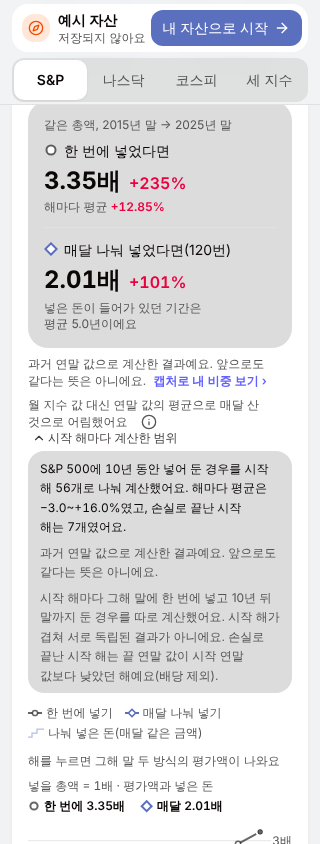 예시 자산
저장되지 않아요
내 자산으로 시작 →
S&P
나스닥
코스피
세 지수
같은 총액, 2015년 말 → 2025년 말
한 번에 넣었다면
3.35배 +235%
해마다 평균 +12.85%
매달 나눠 넣었다면(120번)
2.01배 +101%
넣은 돈이 들어가 있던 기간은
평균 5.0년이에요
과거 연말 값으로 계산한 결과예요. 앞으로도
같다는 뜻은 아니에요. 캡처로 내 비중 보기 ›
월 지수 값 대신 연말 값의 평균으로 매달 산
것으로 어림했어요
시작 해마다 계산한 범위
S&P 500에 10년 동안 넣어 둔 경우를 시작
해 56개로 나눠 계산했어요. 해마다 평균은
−3.0~+16.0%였고, 손실로 끝난 시작
해는 7개였어요.
과거 연말 값으로 계산한 결과예요. 앞으로도
같다는 뜻은 아니에요.
시작 해마다 그해 말에 한 번에 넣고 10년 뒤
말까지 둔 경우를 따로 계산했어요. 시작 해가
겹쳐 서로 독립된 결과가 아니에요. 손실로
끝난 시작 해는 끝 연말 값이 시작 연말
값보다 낮았던 해예요(배당 제외).
한 번에 넣기 매달 나눠 넣기
나눠 넣은 돈(매달 같은 금액)
해를 누르면 그해 말 두 방식의 평가액이 나와요
넣을 총액 = 1배 · 평가액과 넣은 돈
한 번에 3.35배 매달 2.01배
3배